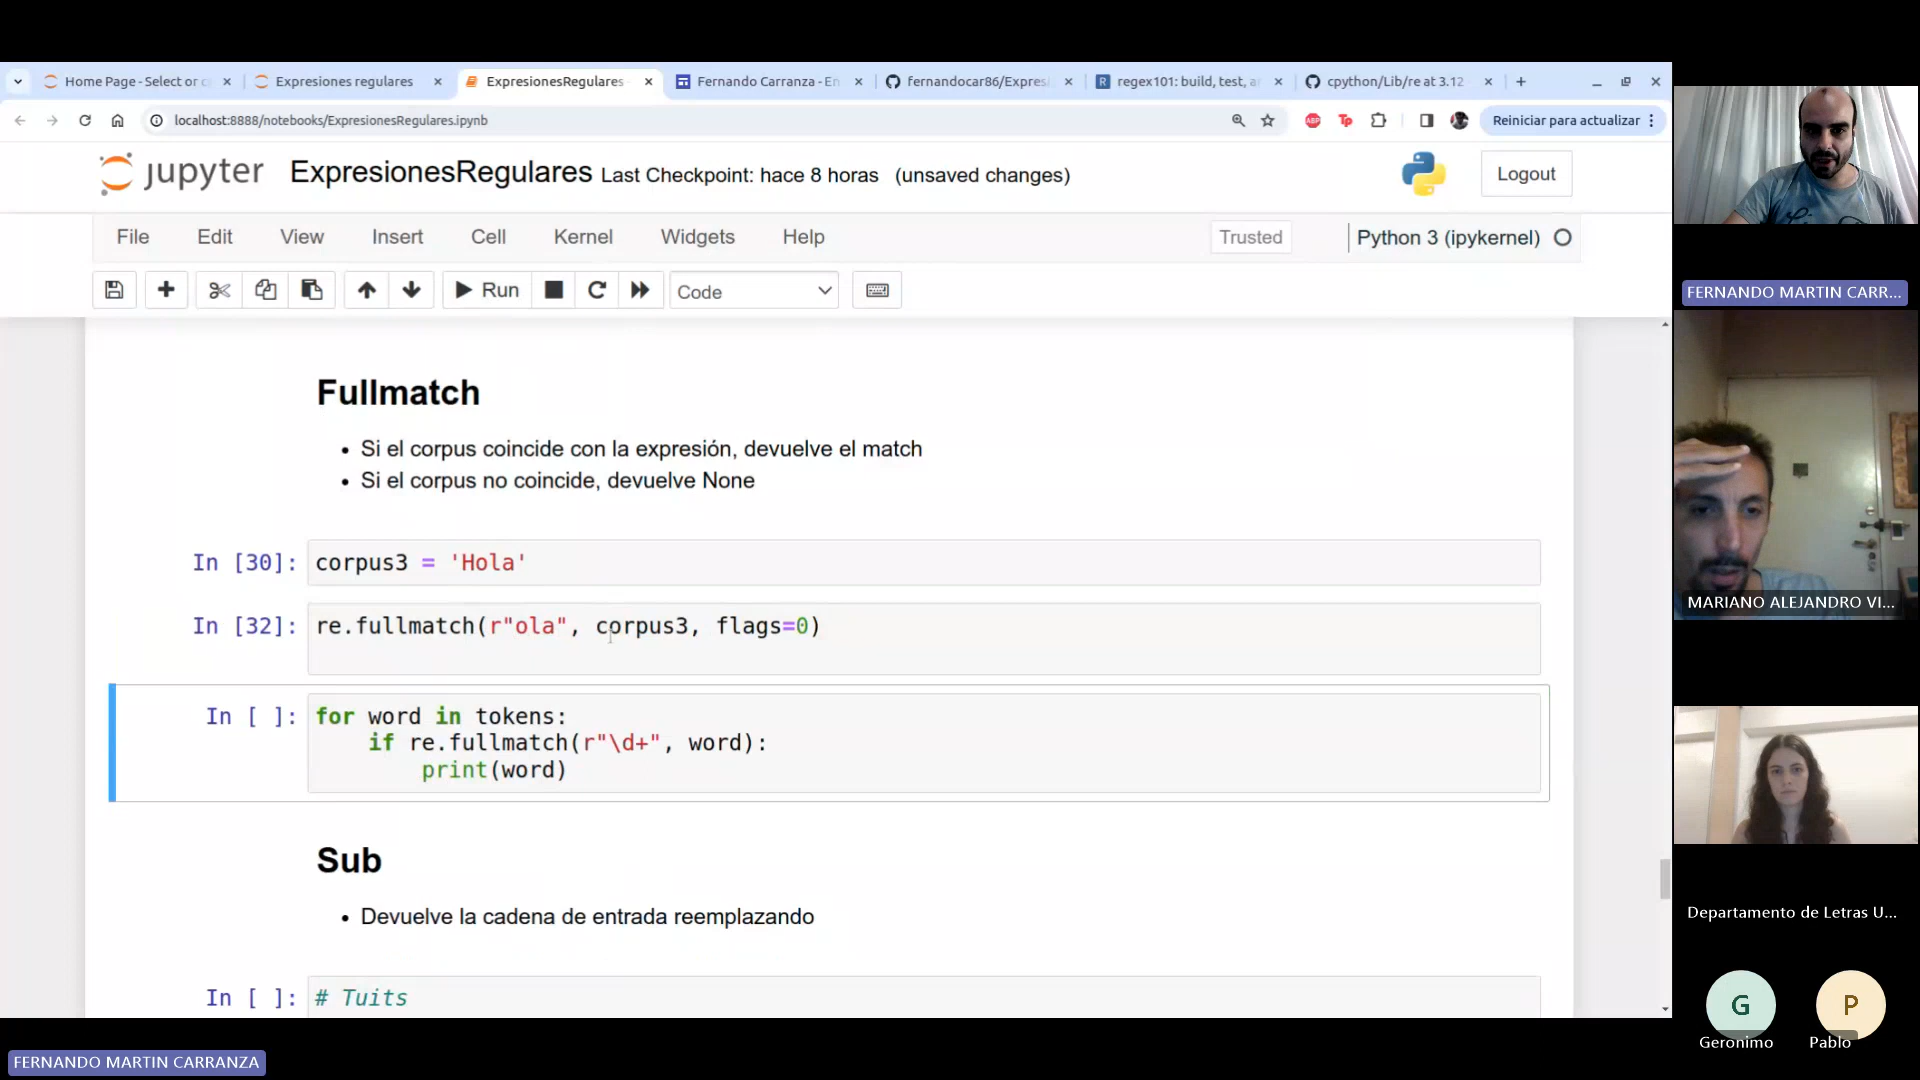 Home Page - Select or c
Expresiones regulares
ExpresionesRegulares
Fernando Carranza - En
fernandocar86/Expres
regex101: build, test, a
cpython/Lib/re at 3.12
localhost:8888/notebooks/ExpresionesRegulares.ipynb
ABP
Tp
Reiniciar para actualizar
jupyter
ExpresionesRegulares Last Checkpoint: hace 8 horas (unsaved changes)
Logout
File Edit View Insert Cell Kernel Widgets Help
Trusted
Python 3 (ipykernel)
Run
Code
Fullmatch
• Si el corpus coincide con la expresión, devuelve el match
• Si el corpus no coincide, devuelve None
In [30]: corpus3 = 'Hola'
In [32]: re.fullmatch(r"ola", corpus3, flags=0)
In [ ]: for word in tokens:
if re.fullmatch(r"\d+", word):
print(word)
Sub
• Devuelve la cadena de entrada reemplazando
In [ ]: # Tuits
FERNANDO MARTIN CARRANZA
FERNANDO MARTIN CARR...
MARIANO ALEJANDRO VI...
Departamento de Letras U...
G
P
Geronimo
Pablo